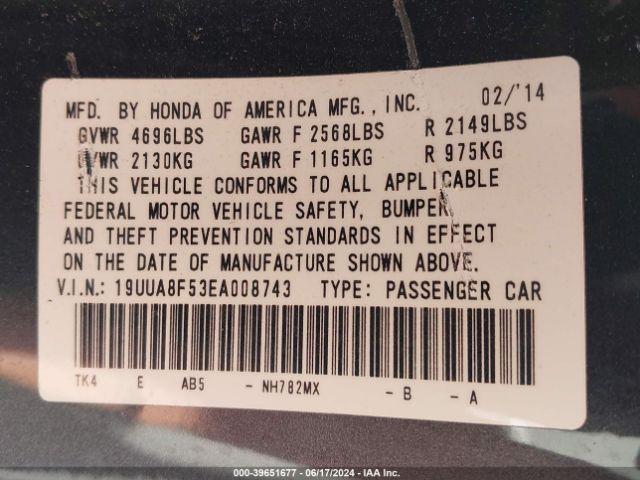 MFD. BY HONDA OF AMERICA MFG., INC. 02/'14
GVWR 4696LBS GAWR F 2568LBS R 2149LBS
GVWR 2130KG GAWR F 1165KG R 975KG
THIS VEHICLE CONFORMS TO ALL APPLICABLE
FEDERAL MOTOR VEHICLE SAFETY, BUMPER,
AND THEFT PREVENTION STANDARDS IN EFFECT
ON THE DATE OF MANUFACTURE SHOWN ABOVE.
V.I.N.: 19UUA8F53EA008743 TYPE: PASSENGER CAR
TK4 E AB5 - NH782MX - B - A
000-39651677 - 06/17/2024 - IAA Inc.